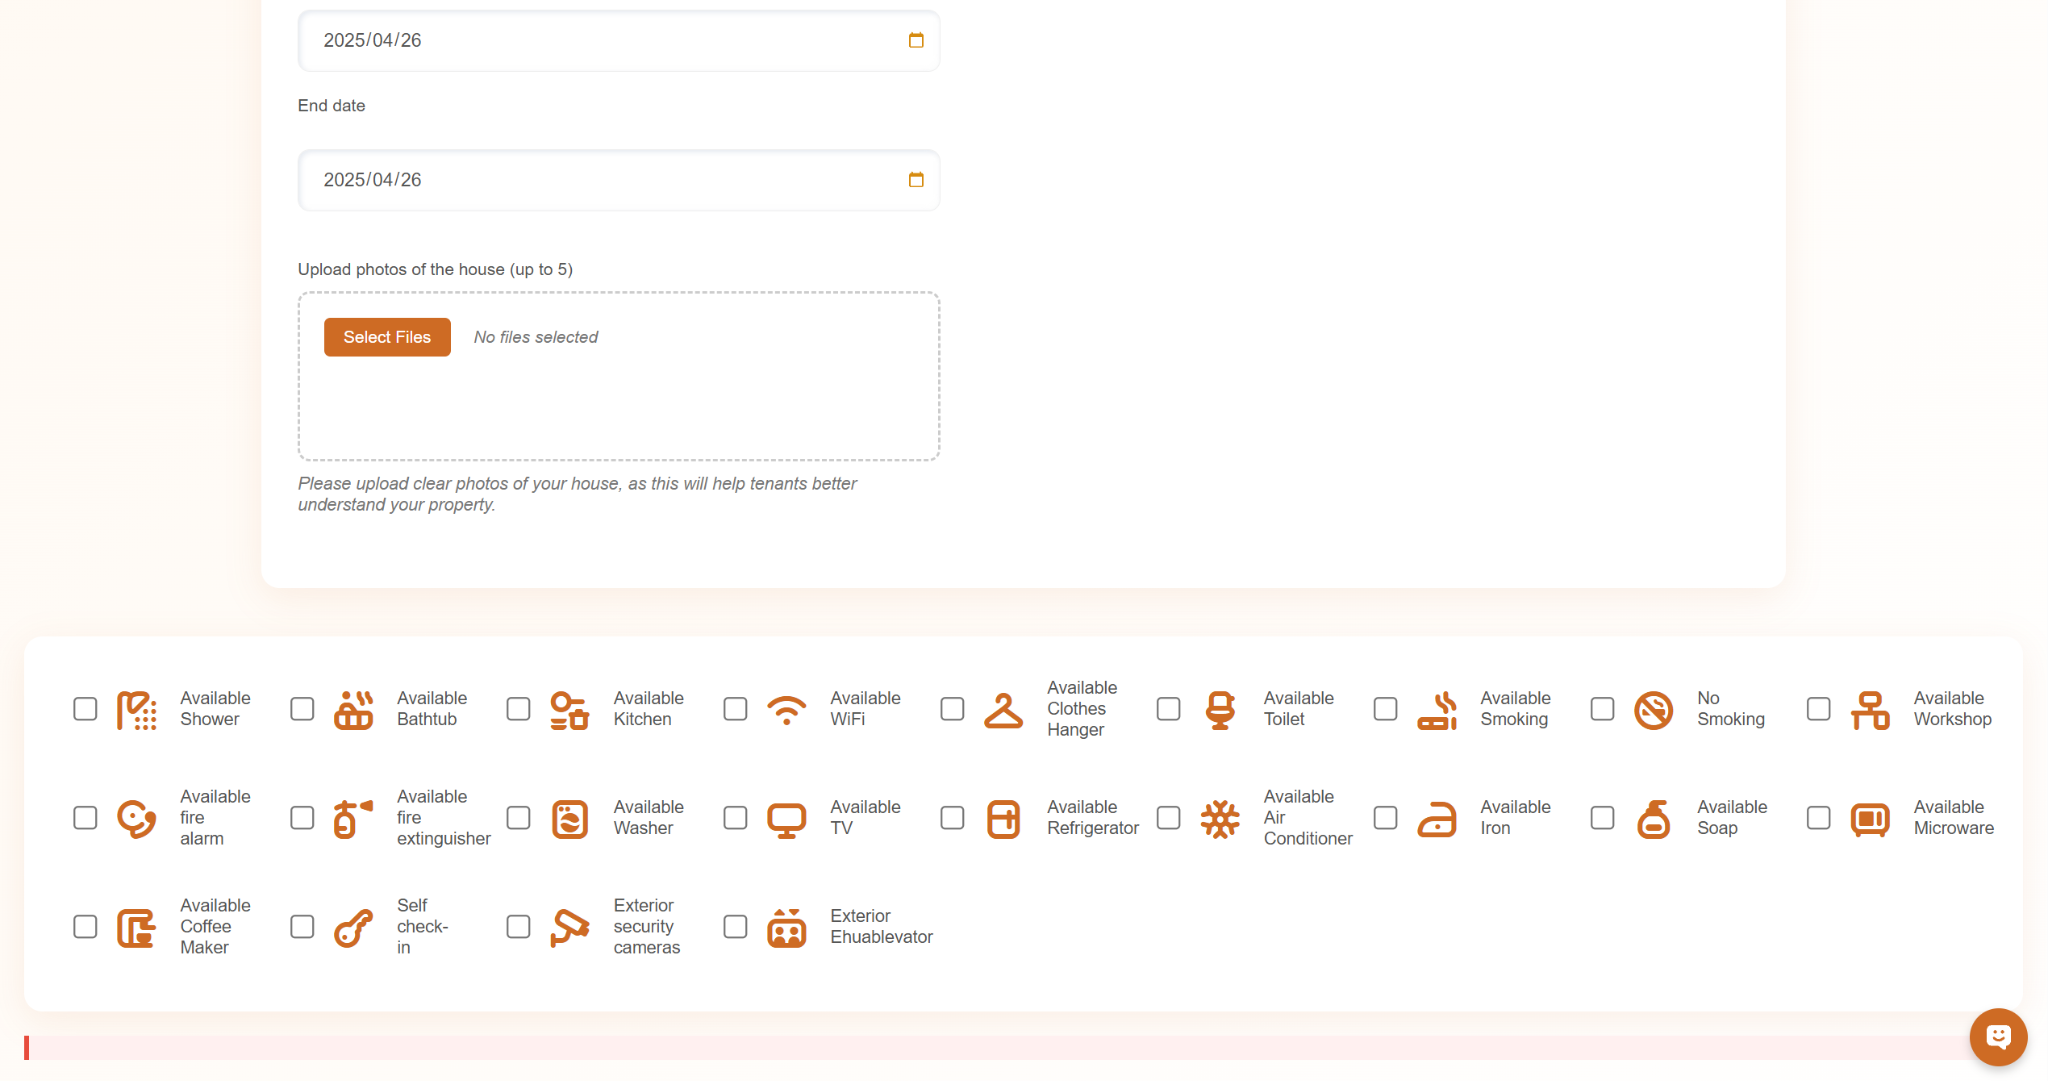 2025/04/26
End date
2025/04/26
Upload photos of the house (up to 5)
Select Files
No files selected
Please upload clear photos of your house, as this will help tenants better
understand your property.
Available
Shower
Available
Bathtub
Available
Kitchen
Available
WiFi
Available
Clothes
Hanger
Available
Toilet
Available
Smoking
No
Smoking
Available
Workshop
Available
fire
alarm
Available
fire
extinguisher
Available
Washer
Available
TV
Available
Refrigerator
Available
Air
Conditioner
Available
Iron
Available
Soap
Available
Microware
Available
Coffee
Maker
Self
check-
in
Exterior
security
cameras
Exterior
Ehuablevator